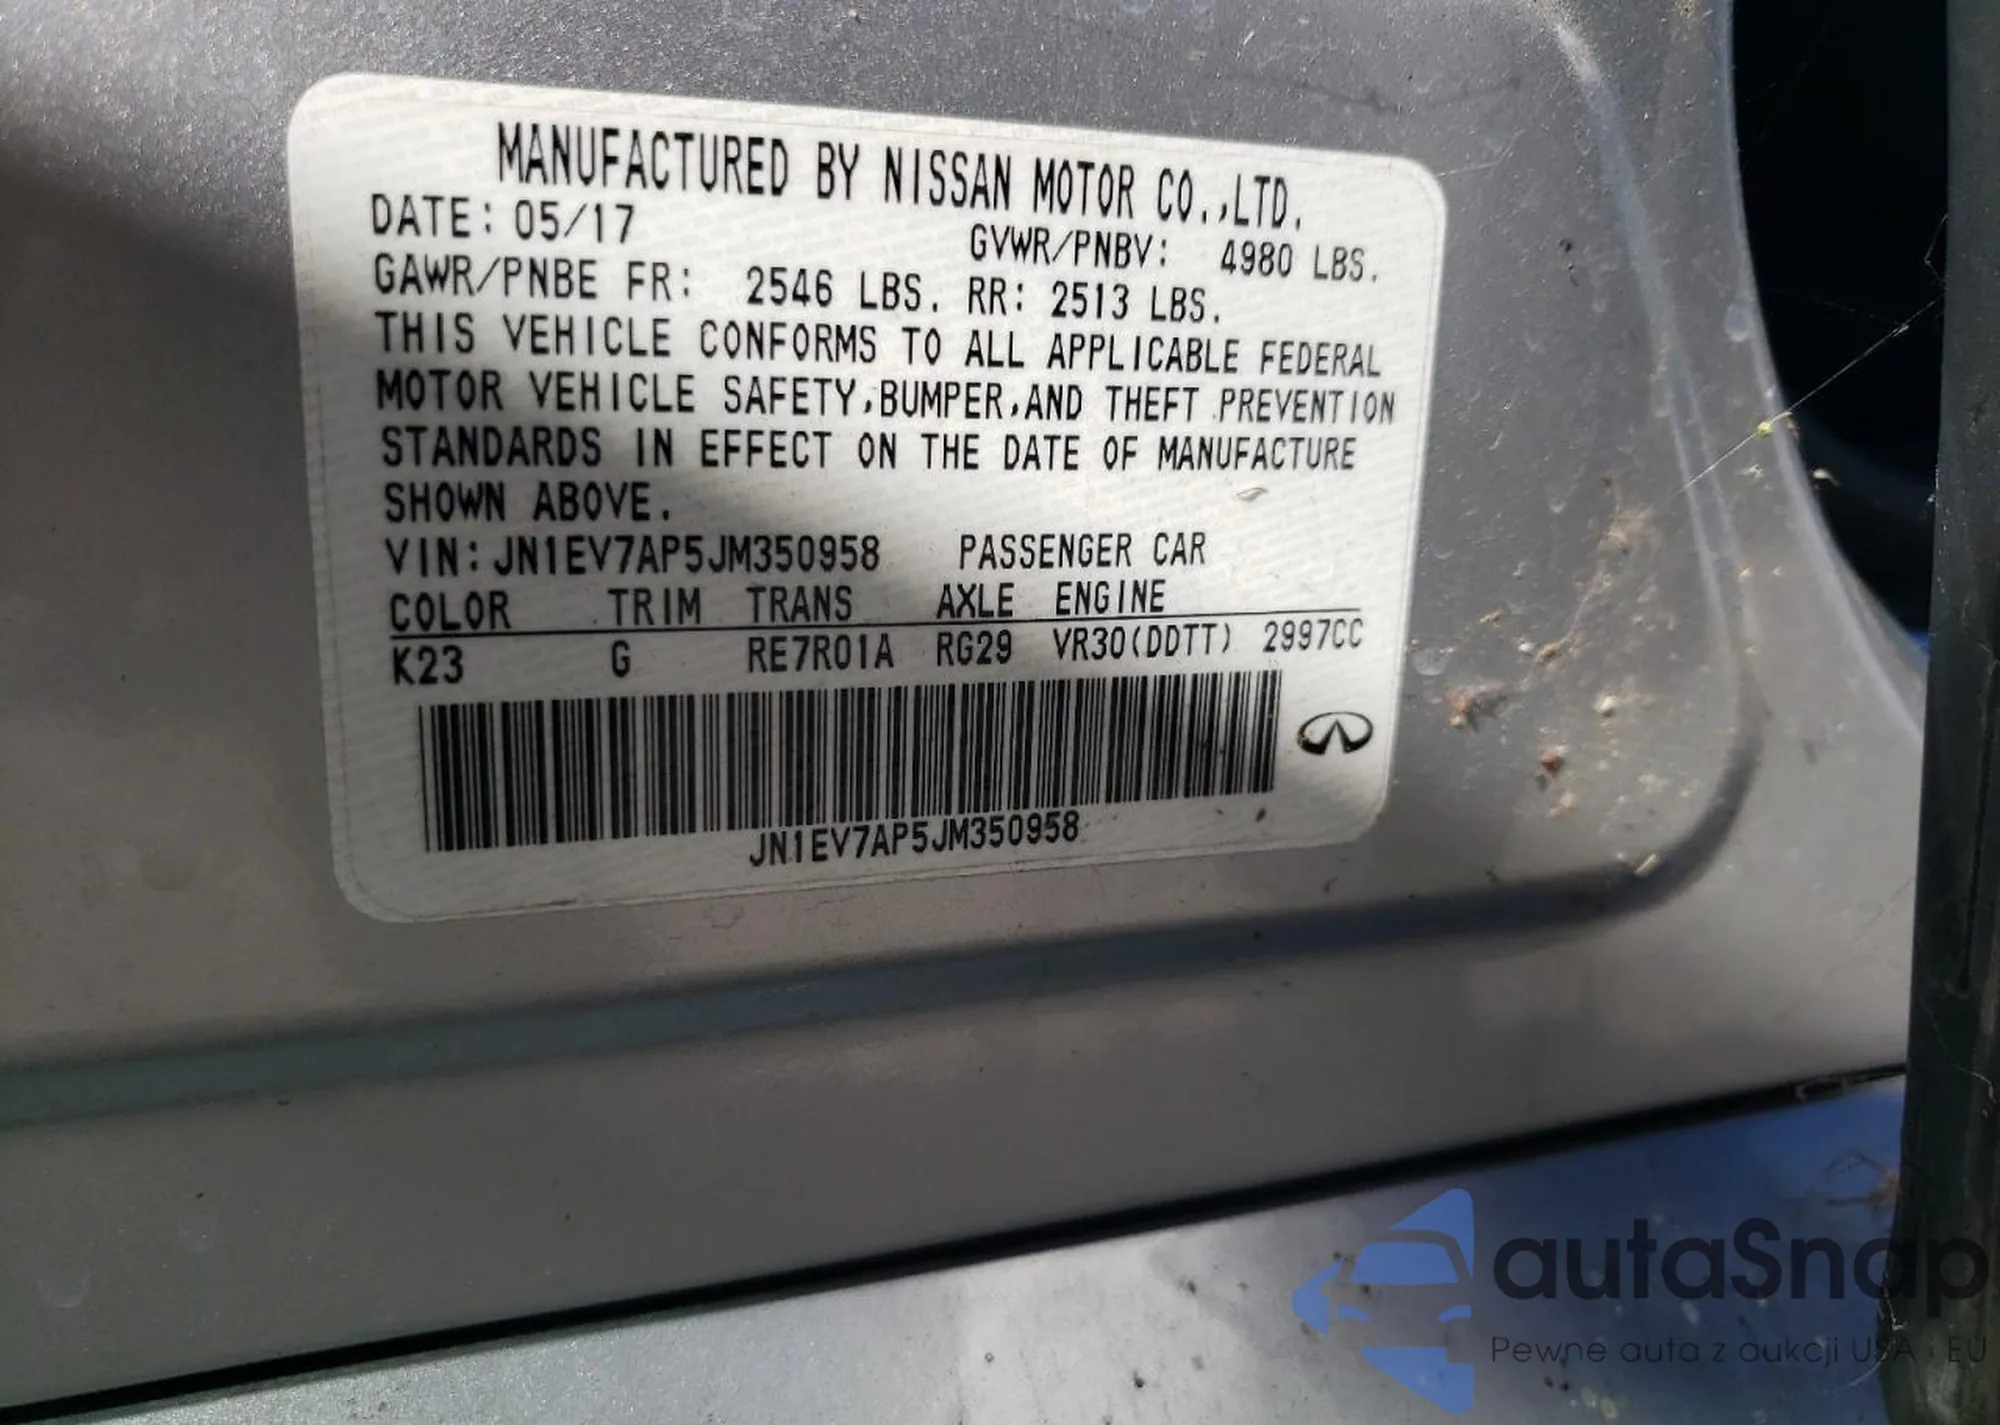 MANUFACTURED BY NISSAN MOTOR CO.,LTD.
DATE: 05/17 GVWR/PNBV: 4980 LBS.
GAWR/PNBE FR: 2546 LBS. RR: 2513 LBS.
THIS VEHICLE CONFORMS TO ALL APPLICABLE FEDERAL
MOTOR VEHICLE SAFETY,BUMPER,AND THEFT PREVENTION
STANDARDS IN EFFECT ON THE DATE OF MANUFACTURE
SHOWN ABOVE.
VIN:JN1EV7AP5JM350958 PASSENGER CAR
COLOR TRIM TRANS AXLE ENGINE
K23 G RE7R01A RG29 VR30(DDTT) 2997CC
JN1EV7AP5JM350958
autaSnap
Pewne auta z aukcji USA i EU